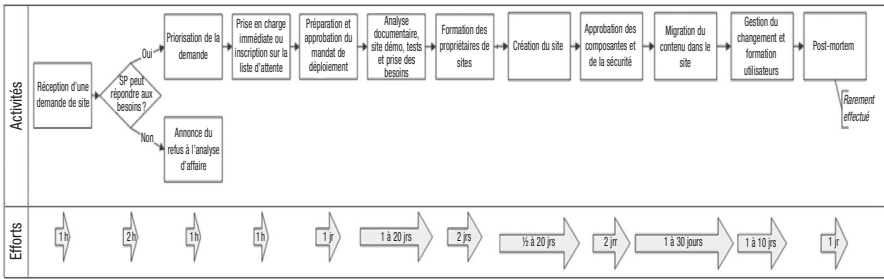 Activités
Réception d'une
demande de site
SP peut
répondre aux
besoins ?
Oui
Non
Priorisation de la
demande
Annonce du
refus à l'analyse
d'affaire
Prise en charge
immédiate ou
inscription sur la
liste d'attente
Préparation et
approbation du
mandat de
déploiement
Analyse
documentaire,
site démo, tests
et prise des
besoins
Formation des
propriétaires de
sites
Création du site
Approbation des
composantes et
de la sécurité
Migration du
contenu dans le
site
Gestion du
changement et
formation
utilisateurs
Post-mortem
Rarement
effectué
Efforts
1 h
2 h
1 h
1 h
1 jr
1 à 20 jrs
2 jrs
½ à 20 jrs
2 jrr
1 à 30 jours
1 à 10 jrs
1 jr